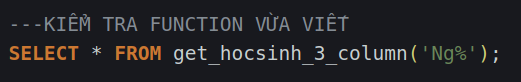 ---KIỂM TRA FUNCTION VỪA VIẾT
SELECT * FROM get_hocsinh_3_column('Ng%');